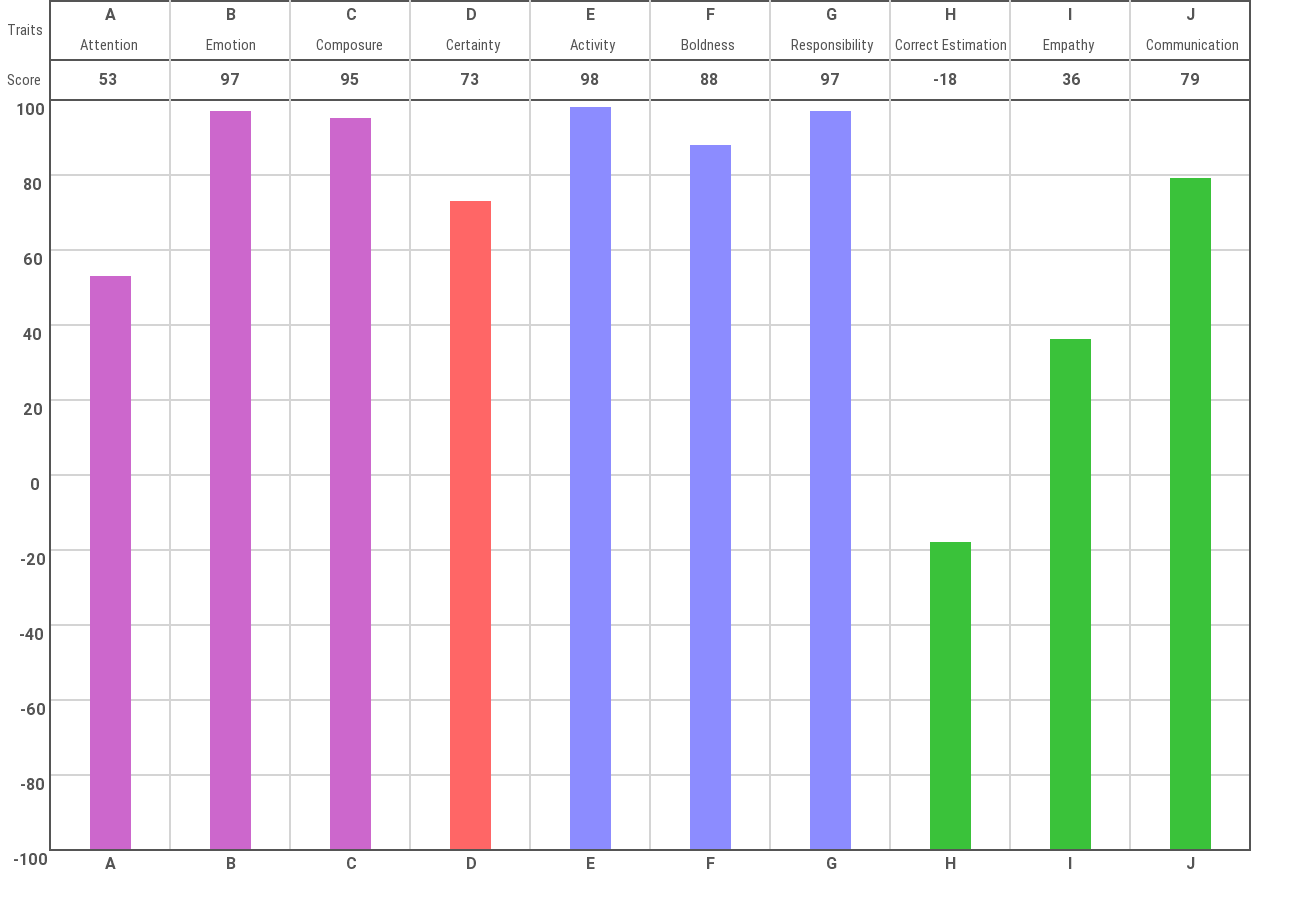 Traits A B C D E F G H I J
Attention Emotion Composure Certainty Activity Boldness Responsibility Correct Estimation Empathy Communication
Score 53 97 95 73 98 88 97 -18 36 79
100
80
60
40
20
0
-20
-40
-60
-80
-100
A B C D E F G H I J